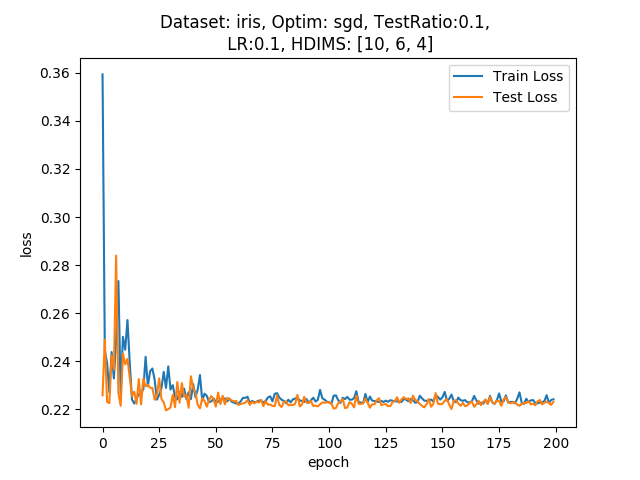 Dataset: iris, Optim: sgd, TestRatio:0.1,
LR:0.1, HDIMS: [10, 6, 4]
Train Loss
Test Loss
0.36
0.34
0.32
0.30
0.28
0.26
0.24
0.22
loss
0 25 50 75 100 125 150 175 200
epoch